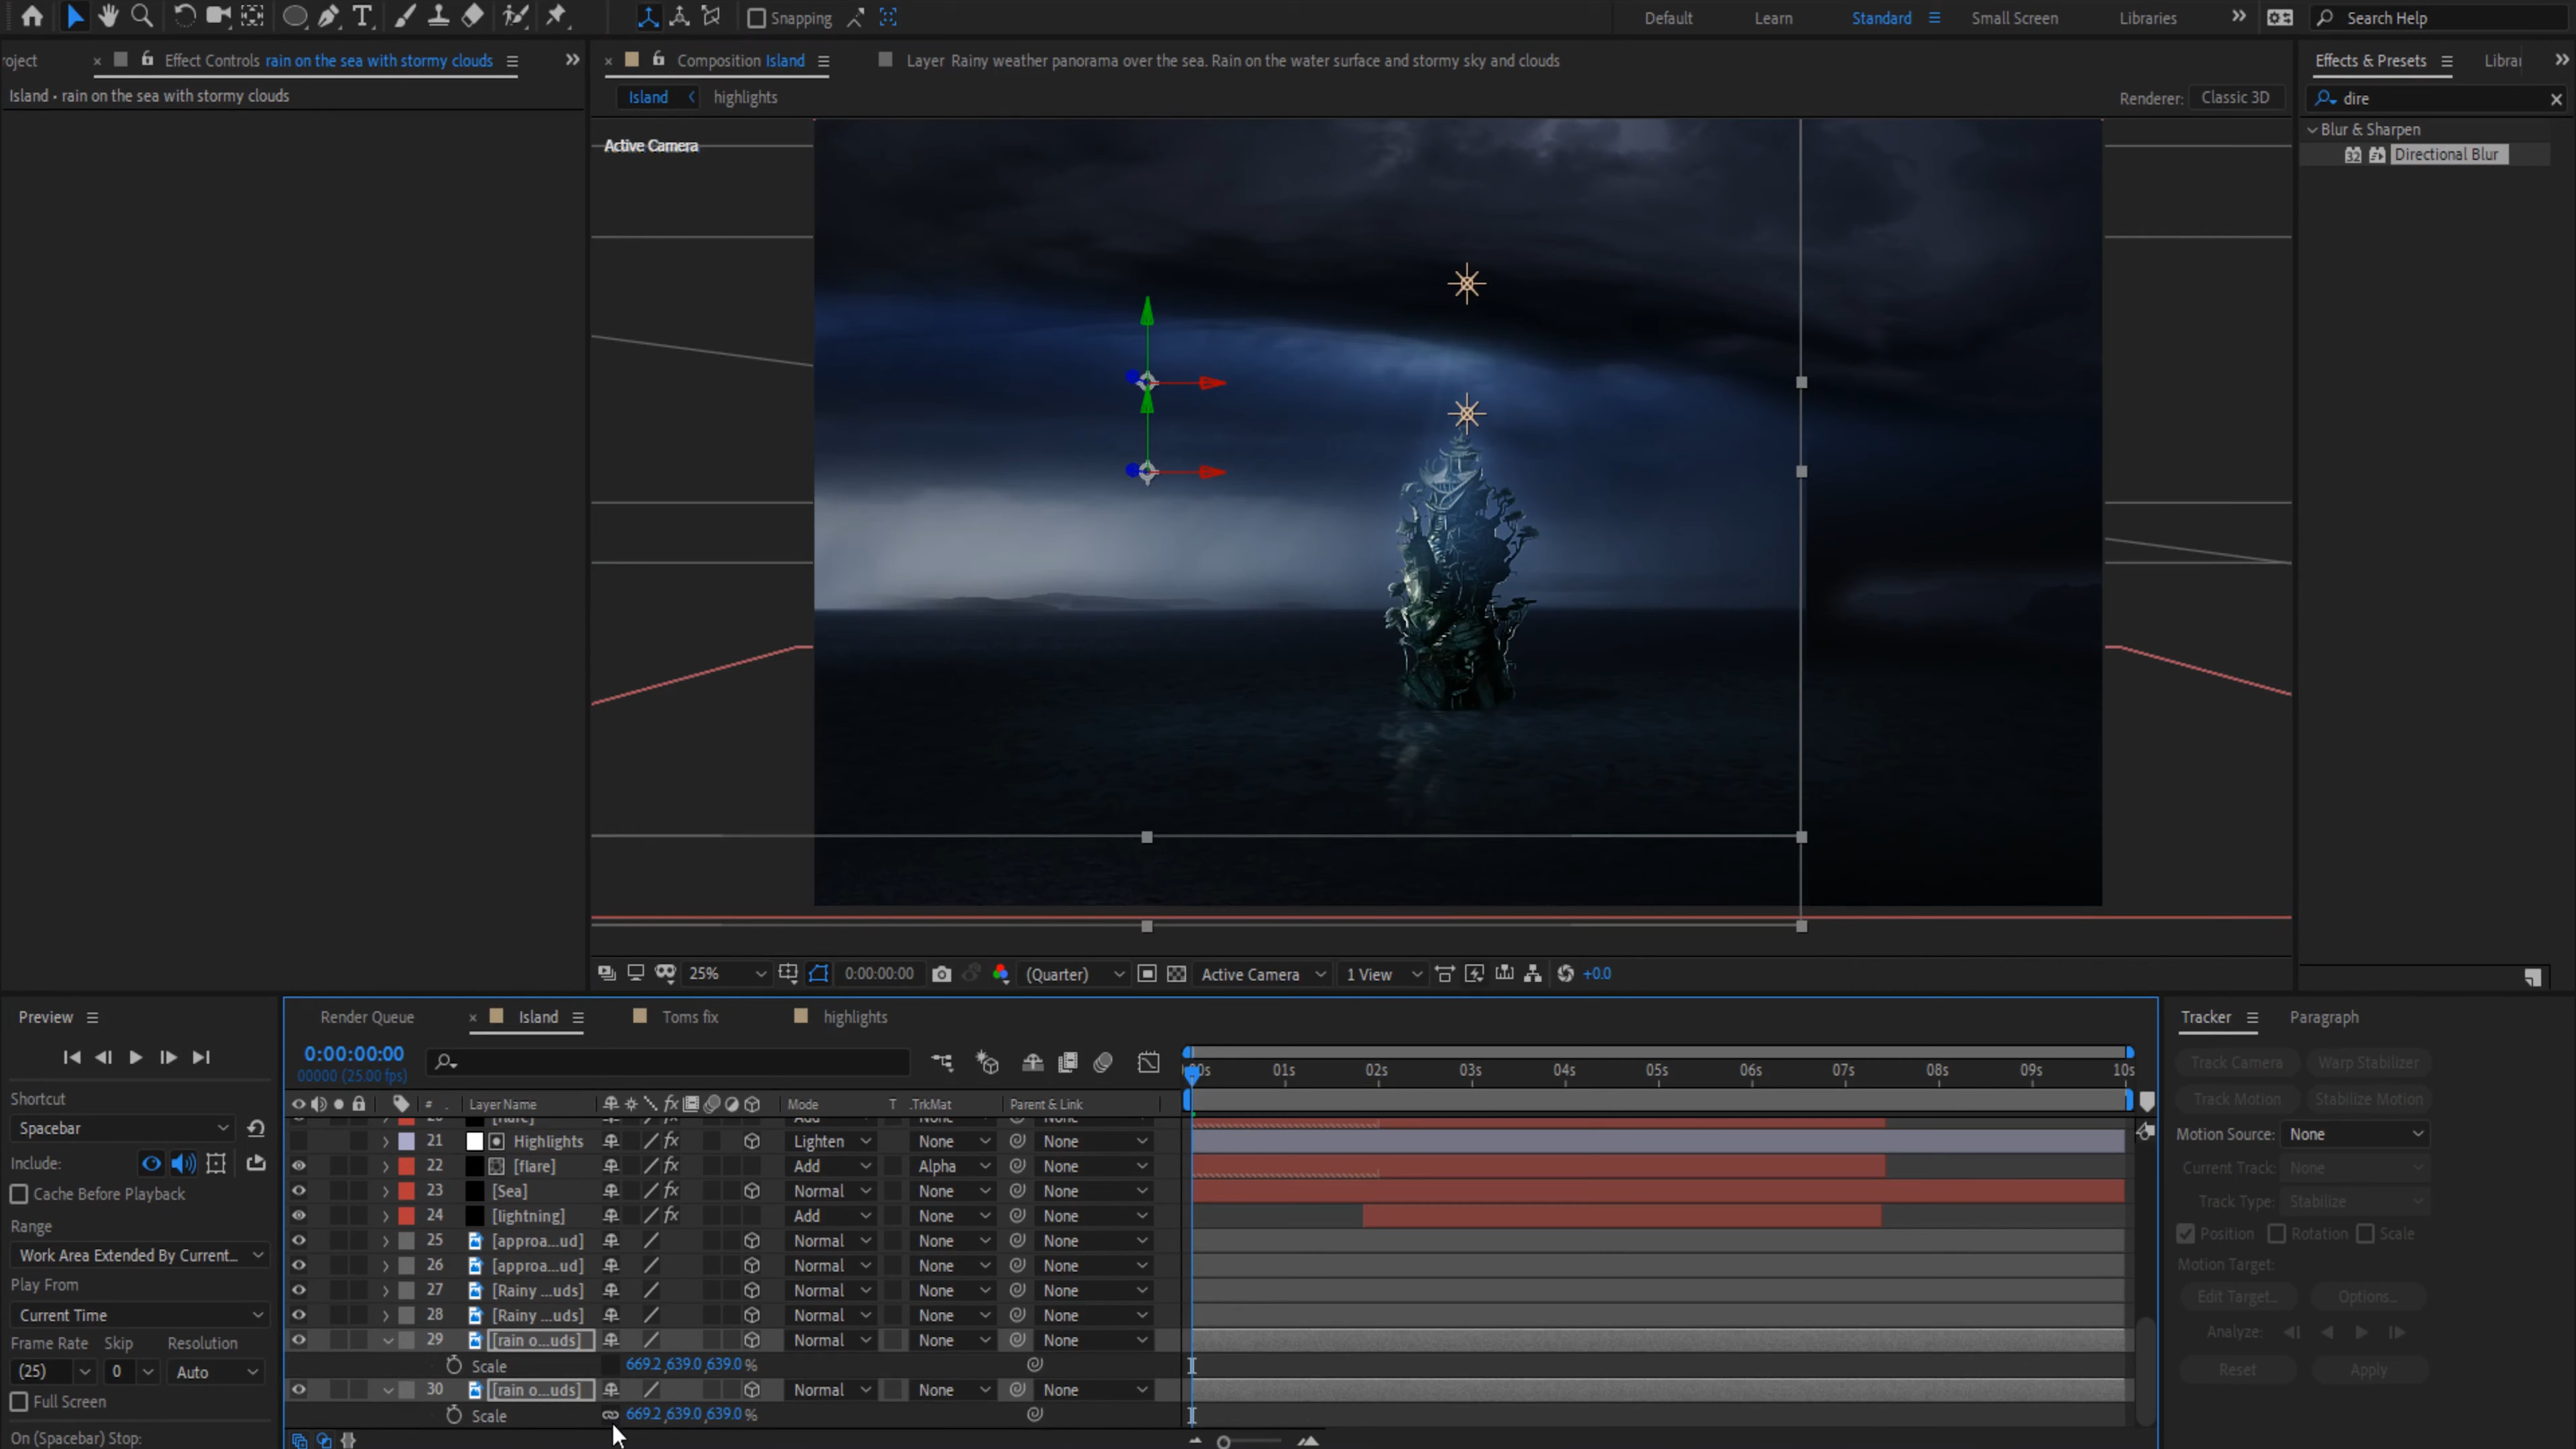 Snapping
Default
Learn
Standard
Small Screen
Libraries
Search Help
roject
Effect Controls rain on the sea with stormy clouds
Composition Island
Layer Rainy weather panorama over the sea. Rain on the water surface and stormy sky and clouds
Effects & Presets
Librar
Island • rain on the sea with stormy clouds
Island
highlights
Renderer: Classic 3D
dire
Active Camera
Blur & Sharpen
32 Directional Blur
25%
0:00:00:00
(Quarter)
Active Camera
1 View
+0.0
Preview
Render Queue
Island
Toms fix
highlights
Tracker
Paragraph
0:00:00:00
00000 (25.00 fps)
01s 02s 03s 04s 05s 06s 07s 08s 09s 10s
Track Camera Warp Stabilizer
Shortcut
# Layer Name Mode T .TrkMat Parent & Link
Track Motion Stabilize Motion
Spacebar
21 Highlights Lighten None None
Motion Source: None
Include:
22 [flare] Add Alpha None
Current Track: None
Cache Before Playback
23 [Sea] Normal None None
Track Type: Stabilize
Range
24 [lightning] Add None None
Position Rotation Scale
Work Area Extended By Current...
25 [approa...ud] Normal None None
26 [approa...ud] Normal None None
Motion Target:
Play From
27 [Rainy ...uds] Normal None None
Edit Target... Options...
Current Time
28 [Rainy ...uds] Normal None None
Frame Rate Skip Resolution
29 [rain o...uds] Normal None None
Analyze:
(25) 0 Auto
Scale 669.2,639.0,639.0 %
Reset Apply
Full Screen
30 [rain o...uds] Normal None None
Scale 669.2,639.0,639.0 %
On (Spacebar) Stop: